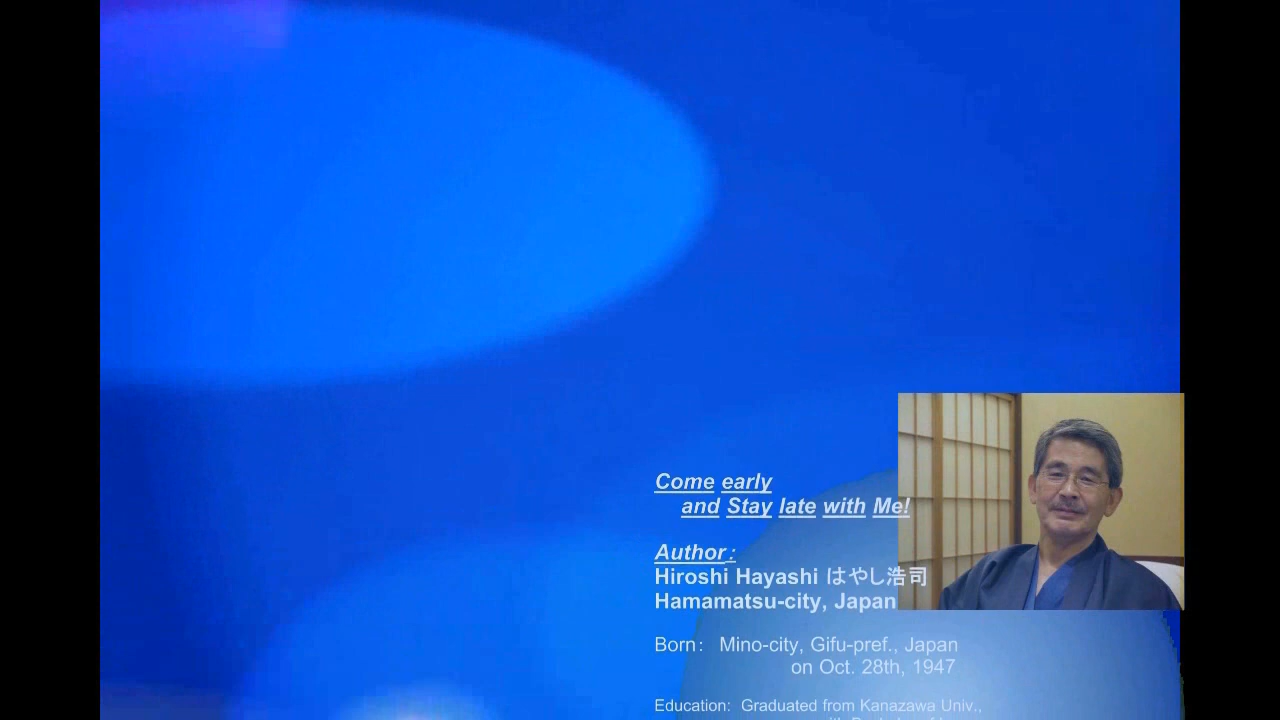 Come early
and Stay late with Me!
Author:
Hiroshi Hayashi はやし浩司
Hamamatsu-city, Japan
Born: Mino-city, Gifu-pref., Japan
on Oct. 28th, 1947
Education: Graduated from Kanazawa Univ.,